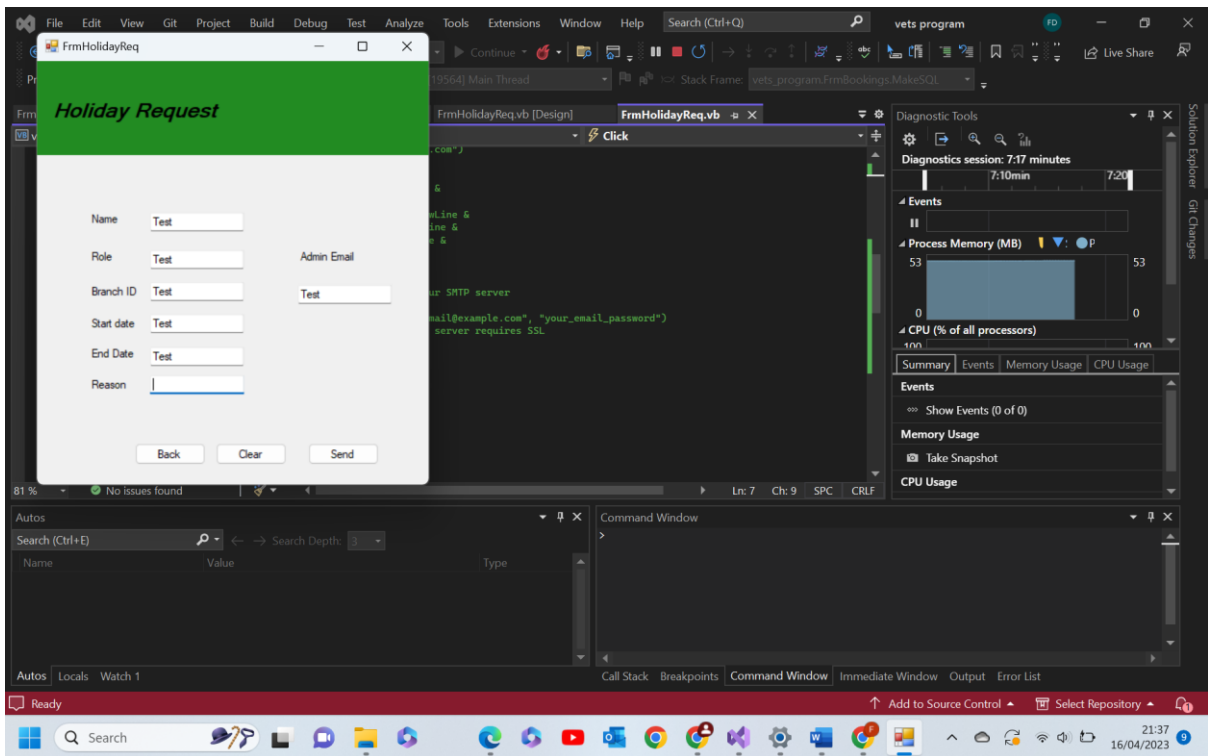 File Edit View Git Project Build Debug Test Analyze Tools Extensions Window Help Search (Ctrl+Q) vets program FD
FrmHolidayReq
Continue Live Share
19564] Main Thread Stack Frame: vets_program.FrmBookings.MakeSQL
Holiday Request
FrmHolidayReq.vb [Design] FrmHolidayReq.vb
Click
.com")
&
wLine &
ine &
e &
ur SMTP server
mail@example.com", "your_email_password")
server requires SSL
Name Test
Role Test Admin Email
Branch ID Test Test
Start date Test
End Date Test
Reason
Back Clear Send
81 % No issues found Ln: 7 Ch: 9 SPC CRLF
Diagnostic Tools
Diagnostics session: 7:17 minutes
7:10min 7:20
Events
Process Memory (MB) P
53 53
0 0
CPU (% of all processors)
100 100
Summary Events Memory Usage CPU Usage
Events
Show Events (0 of 0)
Memory Usage
Take Snapshot
CPU Usage
Solution Explorer
Git Changes
Autos
Search (Ctrl+E) Search Depth: 3
Name Value Type
Command Window
>
Autos Locals Watch 1
Call Stack Breakpoints Command Window Immediate Window Output Error List
Ready Add to Source Control Select Repository
Search
21:37
16/04/2023 9